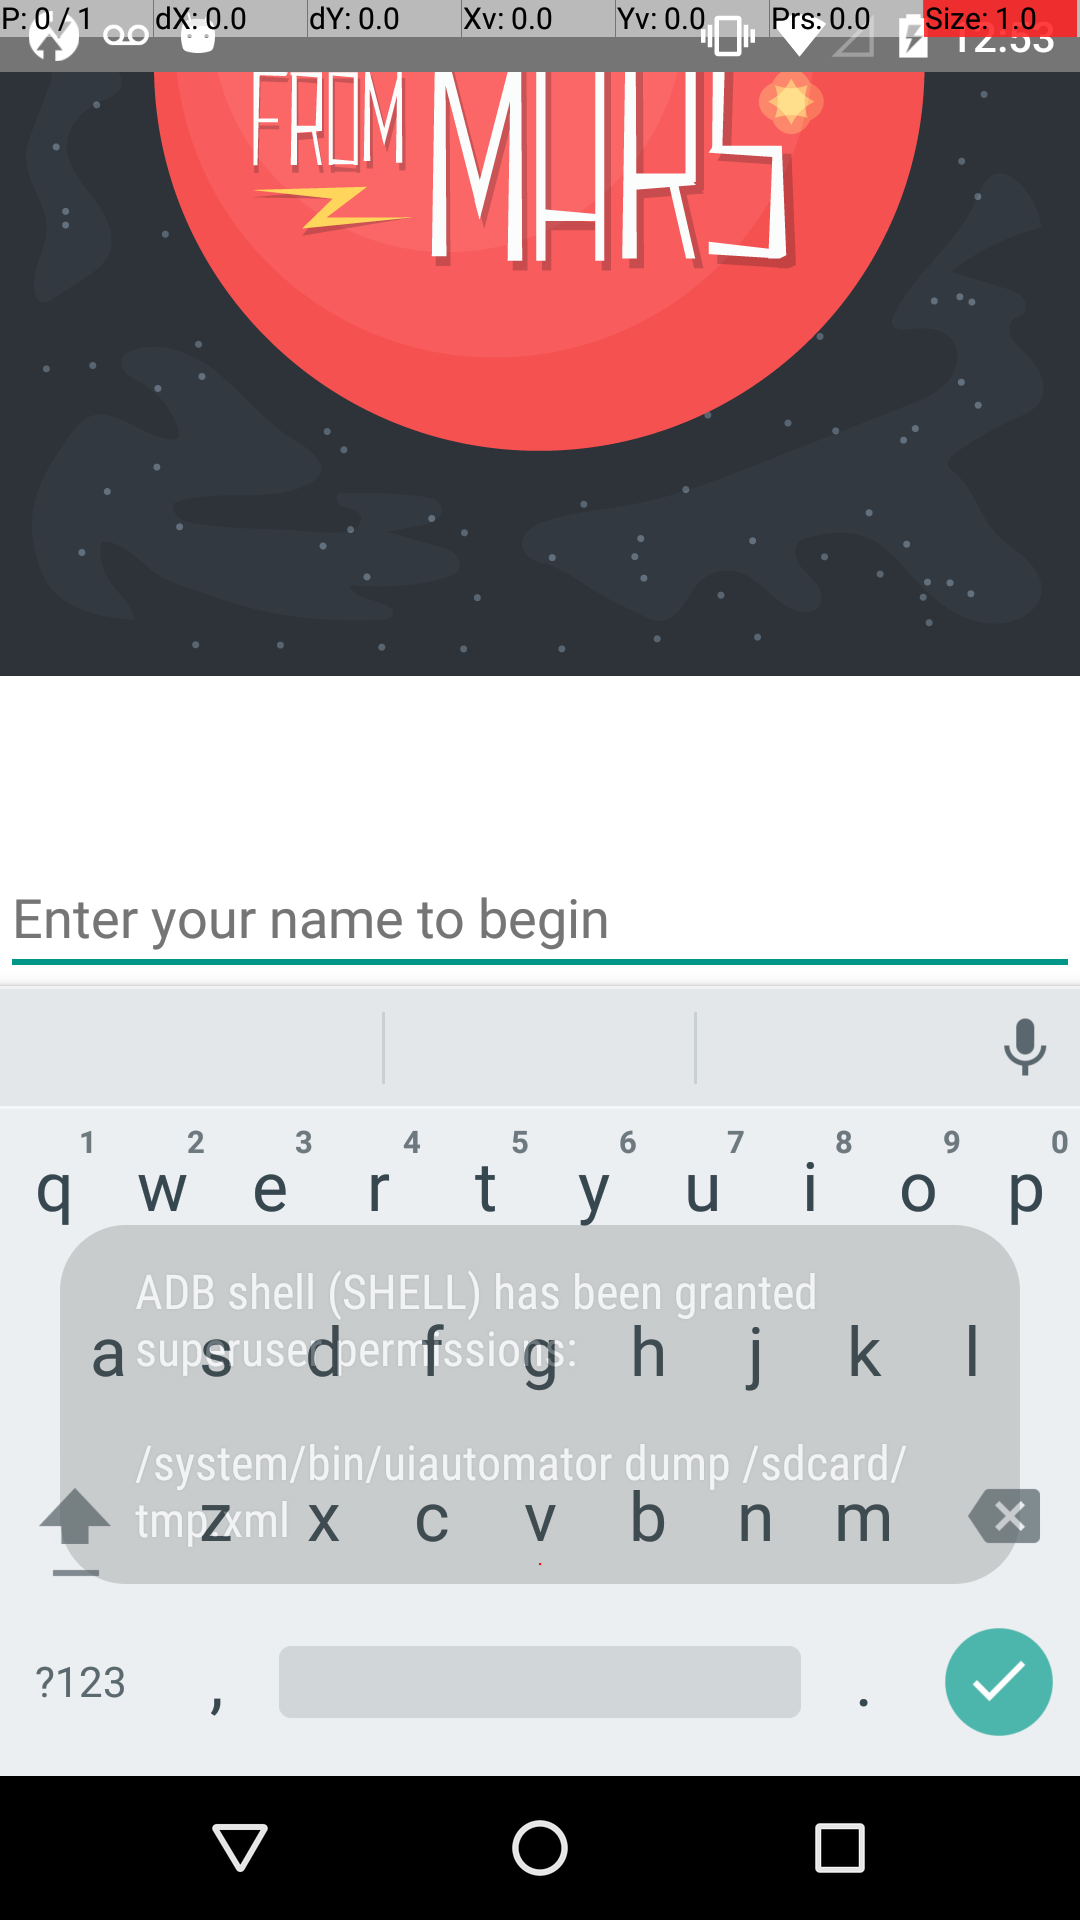 P: 0 / 1 dX: 0.0 dY: 0.0 Xv: 0.0 Yv: 0.0 Prs: 0.0 Size: 1.0
12:53
FROM MARS
Enter your name to begin
1 2 3 4 5 6 7 8 9 0
q w e r t y u i o p
ADB shell (SHELL) has been granted
superuser permissions:
a s d f g h j k l
/system/bin/uiautomator dump /sdcard/
tmp.xml
z x c v b n m
?123 , .